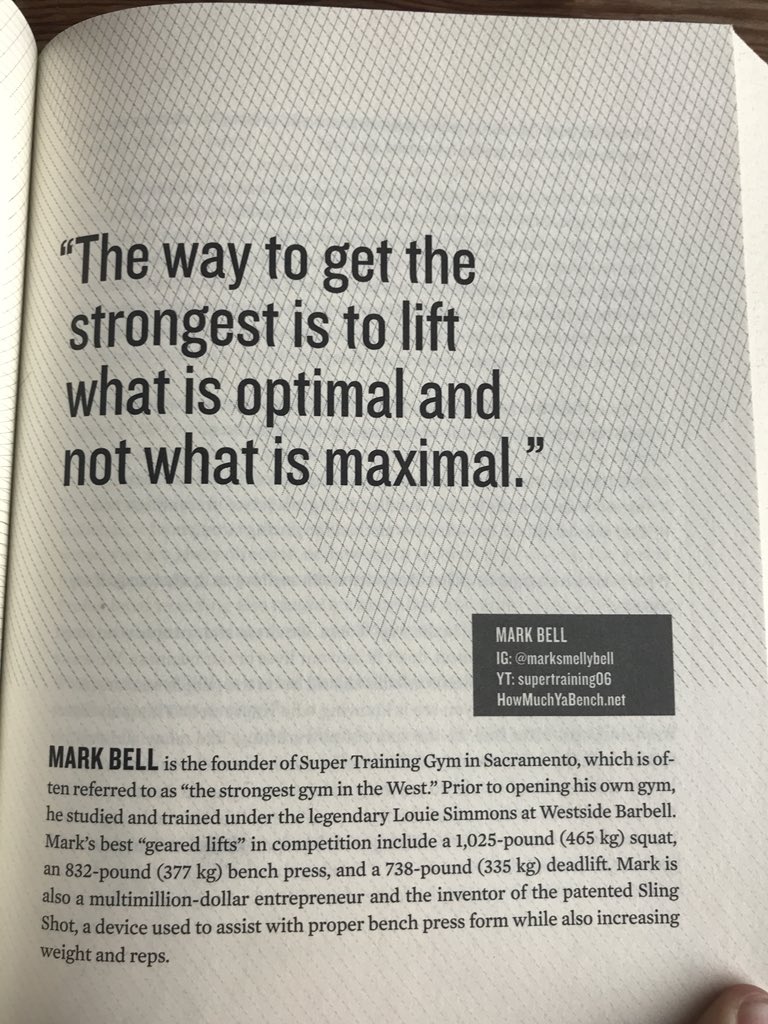 “The way to get the
strongest is to lift
what is optimal and
not what is maximal.”
MARK BELL
IG: @marksmellybell
YT: supertraining06
HowMuchYaBench.net
MARK BELL is the founder of Super Training Gym in Sacramento, which is of-
ten referred to as “the strongest gym in the West.” Prior to opening his own gym,
he studied and trained under the legendary Louie Simmons at Westside Barbell.
Mark’s best “geared lifts” in competition include a 1,025-pound (465 kg) squat,
an 832-pound (377 kg) bench press, and a 738-pound (335 kg) deadlift. Mark is
also a multimillion-dollar entrepreneur and the inventor of the patented Sling
Shot, a device used to assist with proper bench press form while also increasing
weight and reps.